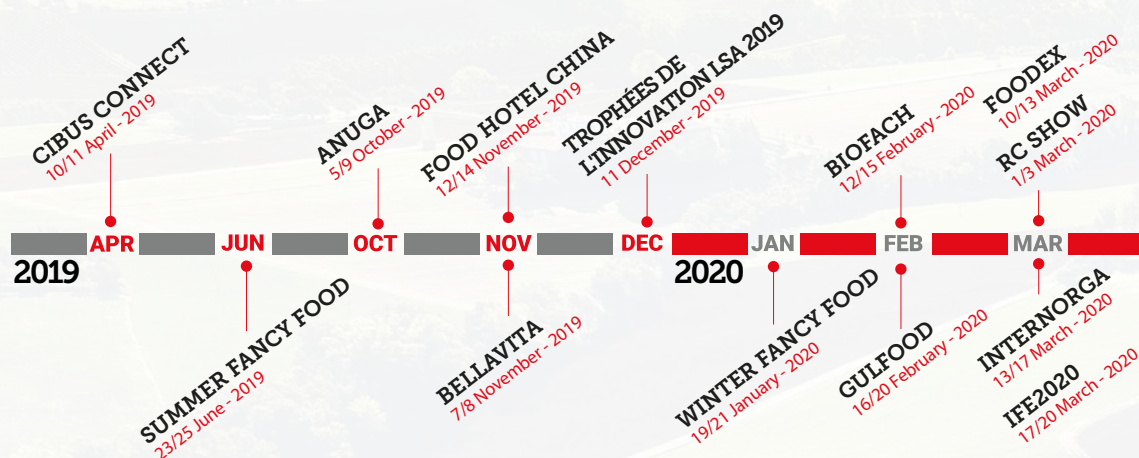 CIBUS CONNECT
10/11 April - 2019
ANUGA
5/9 October - 2019
FOOD HOTEL CHINA
12/14 November - 2019
TROPHÉES DE
L'INNOVATION LSA 2019
11 December - 2019
BIOFACH
12/15 February - 2020
FOODEX
10/13 March - 2020
RC SHOW
1/3 March - 2020
APR
JUN
OCT
NOV
DEC
JAN
FEB
MAR
2019
2020
SUMMER FANCY FOOD
23/25 June - 2019
BELLAVITA
7/8 November - 2019
WINTER FANCY FOOD
19/21 January - 2020
GULFOOD
16/20 February - 2020
INTERNORGA
13/17 March - 2020
IFE2020
17/20 March - 2020